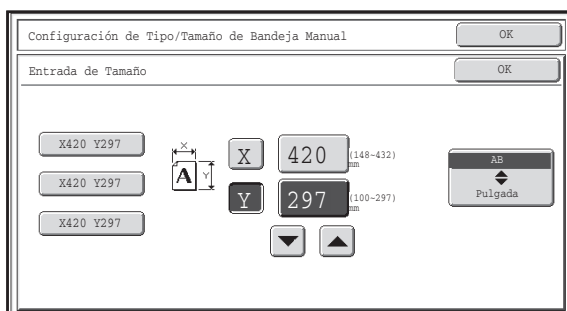 Configuración de Tipo/Tamaño de Bandeja Manual
OK
Entrada de Tamaño
OK
X420 Y297
X420 Y297
X420 Y297
X
A
Y
X
420
(148~432)
mm
Y
297
(100~297)
mm
AB
Pulgada